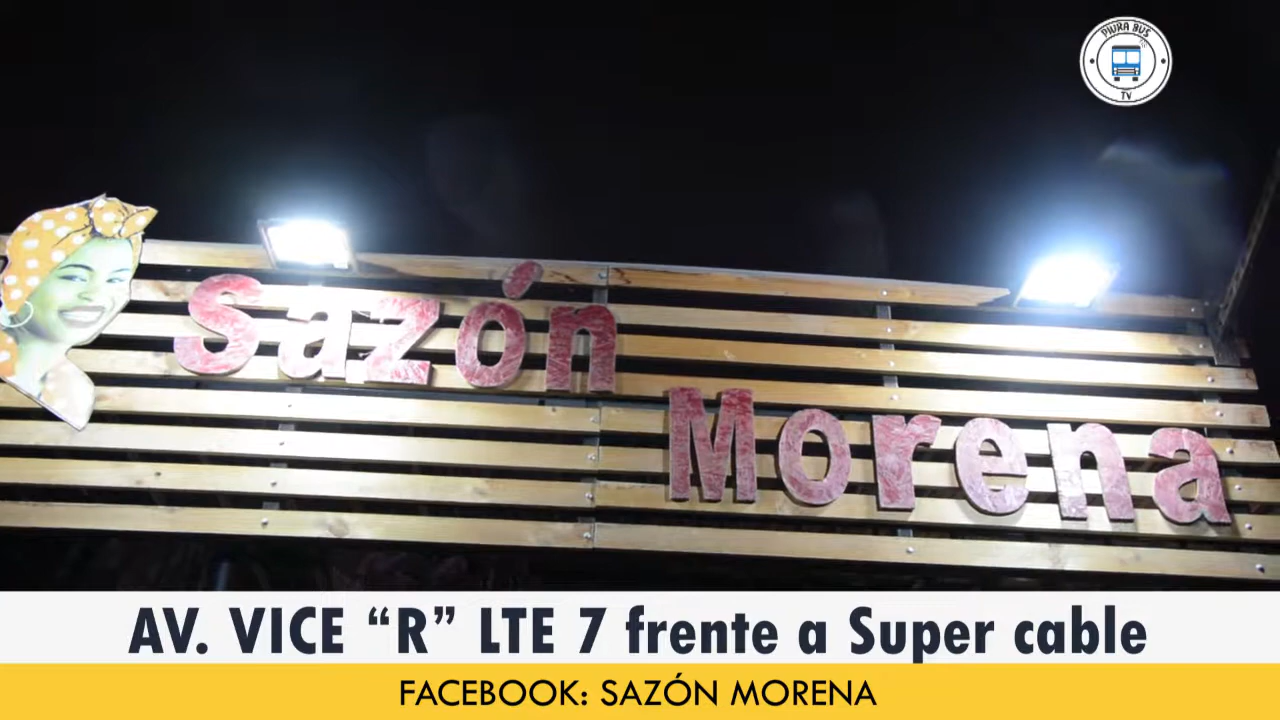 PIURA BUS
TV
Sazón
Morena
AV. VICE “R” LTE 7 frente a Super cable
FACEBOOK: SAZÓN MORENA